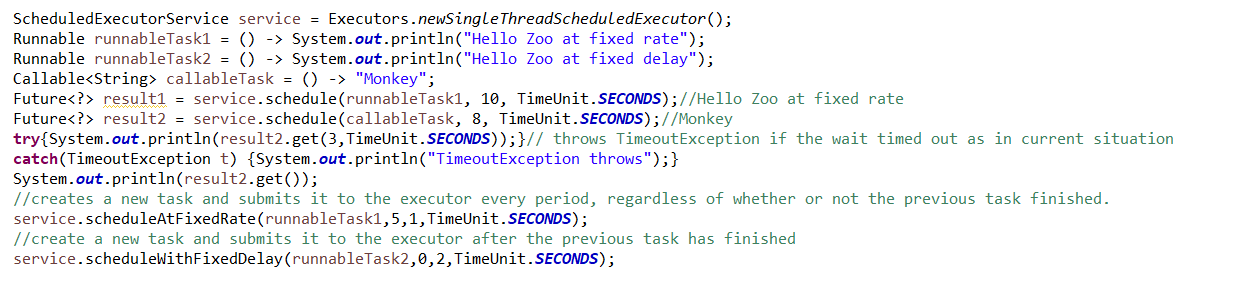 ScheduledExecutorService service = Executors.newSingleThreadScheduledExecutor();
Runnable runnableTask1 = () -> System.out.println("Hello Zoo at fixed rate");
Runnable runnableTask2 = () -> System.out.println("Hello Zoo at fixed delay");
Callable<String> callableTask = () -> "Monkey";
Future<?> result1 = service.schedule(runnableTask1, 10, TimeUnit.SECONDS);//Hello Zoo at fixed rate
Future<?> result2 = service.schedule(callableTask, 8, TimeUnit.SECONDS);//Monkey
try{System.out.println(result2.get(3,TimeUnit.SECONDS));}// throws TimeoutException if the wait timed out as in current situation
catch(TimeoutException t) {System.out.println("TimeoutException throws");}
System.out.println(result2.get());
//creates a new task and submits it to the executor every period, regardless of whether or not the previous task finished.
service.scheduleAtFixedRate(runnableTask1,5,1,TimeUnit.SECONDS);
//create a new task and submits it to the executor after the previous task has finished
service.scheduleWithFixedDelay(runnableTask2,0,2,TimeUnit.SECONDS);